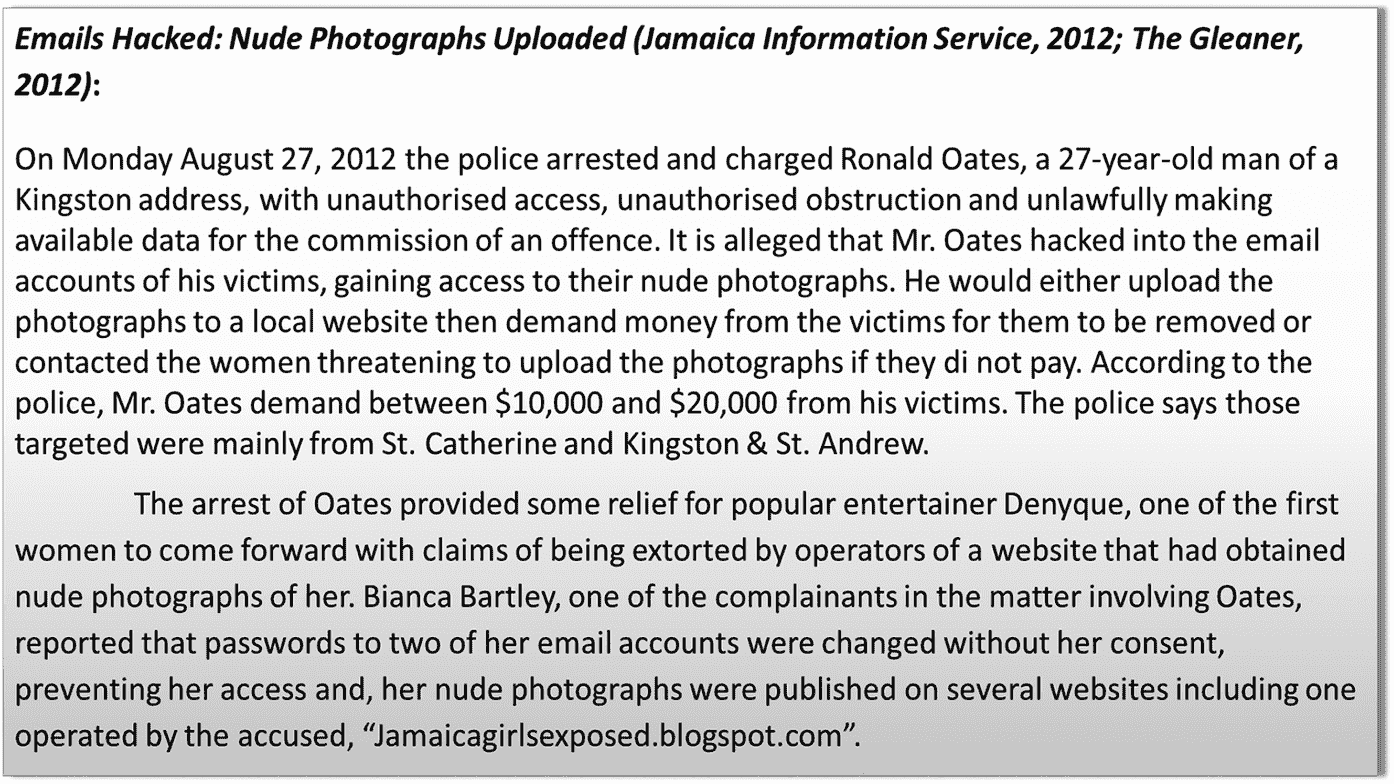 Emails Hacked: Nude Photographs Uploaded (Jamaica Information Service, 2012; The Gleaner,
2012):
On Monday August 27, 2012 the police arrested and charged Ronald Oates, a 27-year-old man of a
Kingston address, with unauthorised access, unauthorised obstruction and unlawfully making
available data for the commission of an offence. It is alleged that Mr. Oates hacked into the email
accounts of his victims, gaining access to their nude photographs. He would either upload the
photographs to a local website then demand money from the victims for them to be removed or
contacted the women threatening to upload the photographs if they di not pay. According to the
police, Mr. Oates demand between $10,000 and $20,000 from his victims. The police says those
targeted were mainly from St. Catherine and Kingston & St. Andrew.
The arrest of Oates provided some relief for popular entertainer Denyque, one of the first
women to come forward with claims of being extorted by operators of a website that had obtained
nude photographs of her. Bianca Bartley, one of the complainants in the matter involving Oates,
reported that passwords to two of her email accounts were changed without her consent,
preventing her access and, her nude photographs were published on several websites including one
operated by the accused, “Jamaicagirlsexposed.blogspot.com”.